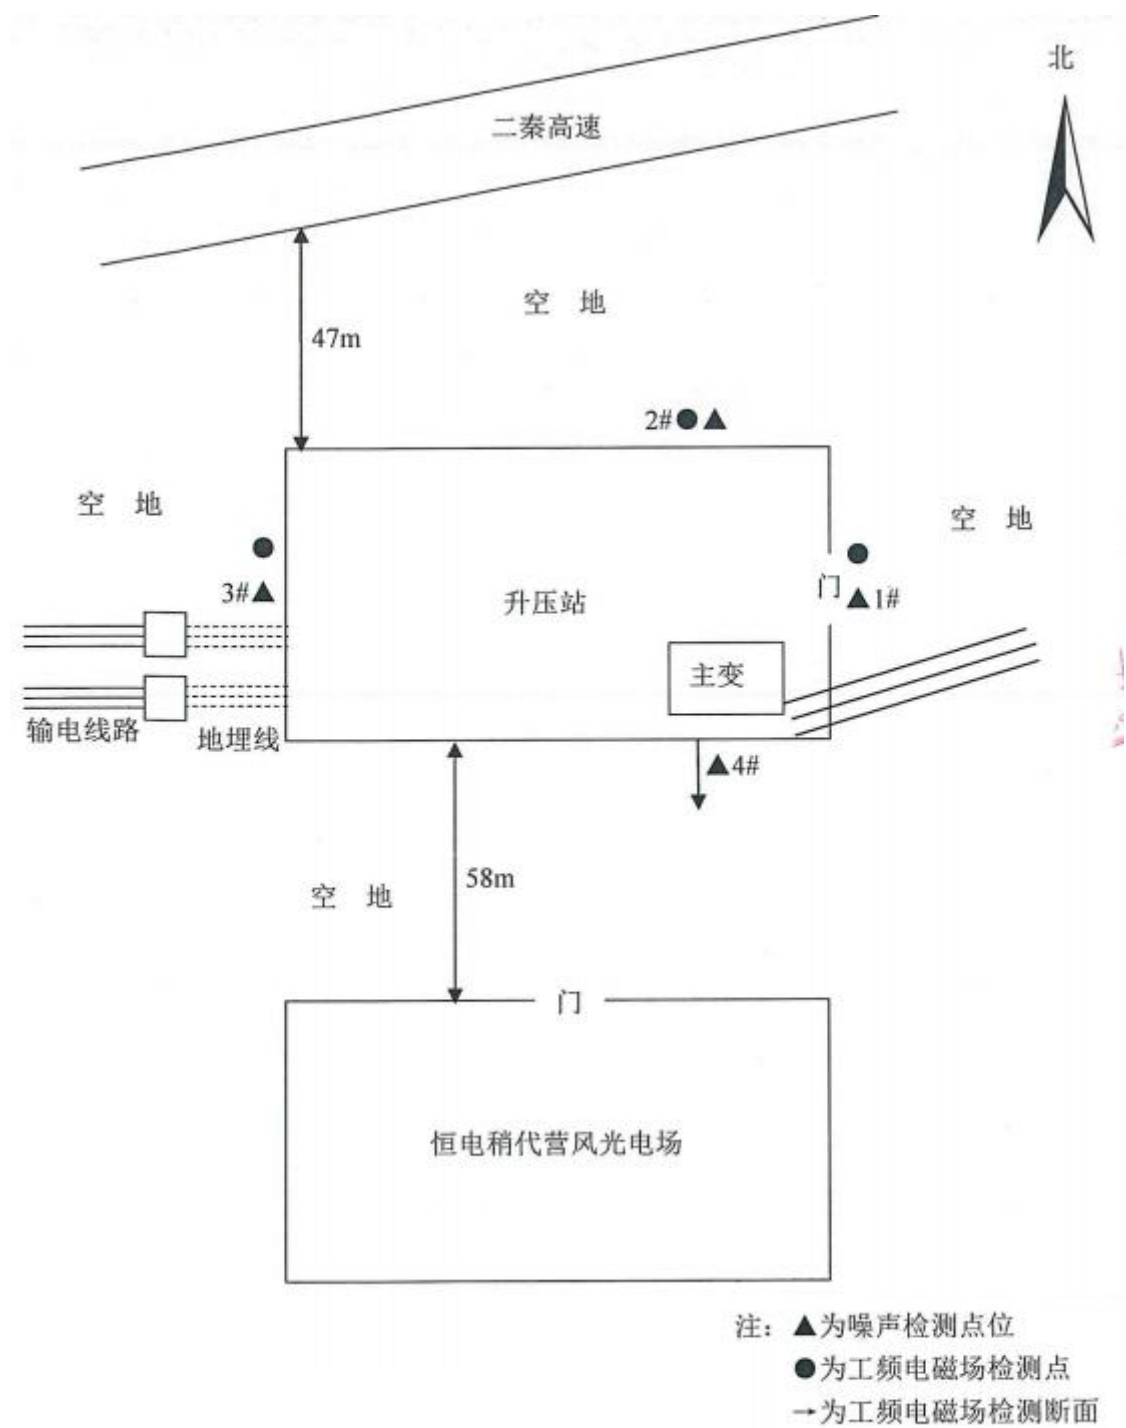 北
二秦高速
空 地
47m
2#
空 地
空 地
3#
升压站
门
1#
主变
输电线路
地埋线
4#
空 地
58m
门
恒电稍代营风光电场
注：▲为噪声检测点位
●为工频电磁场检测点
→为工频电磁场检测断面